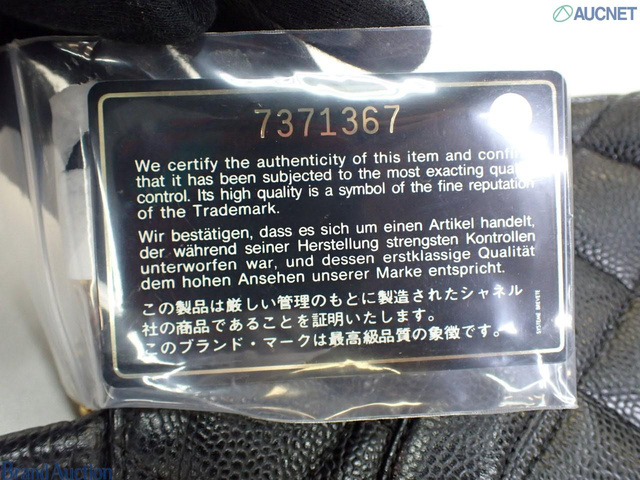 AUCNET
7371367
We certify the authenticity of this item and confirm
that it has been subjected to the most exacting quality
control. Its high quality is a symbol of the fine reputation
of the Trademark.
Wir bestätigen, dass es sich um einen Artikel handelt,
der während seiner Herstellung strengsten Kontrollen
unterworfen war, und dessen erstklassige Qualität
dem hohen Ansehen unserer Marke entspricht.
この製品は厳しい管理のもとに製造されたシャネル
社の商品であることを証明いたします。
このブランド・マークは最高級品質の象徴です。
SYSTEME BREVETE
Brand Auction